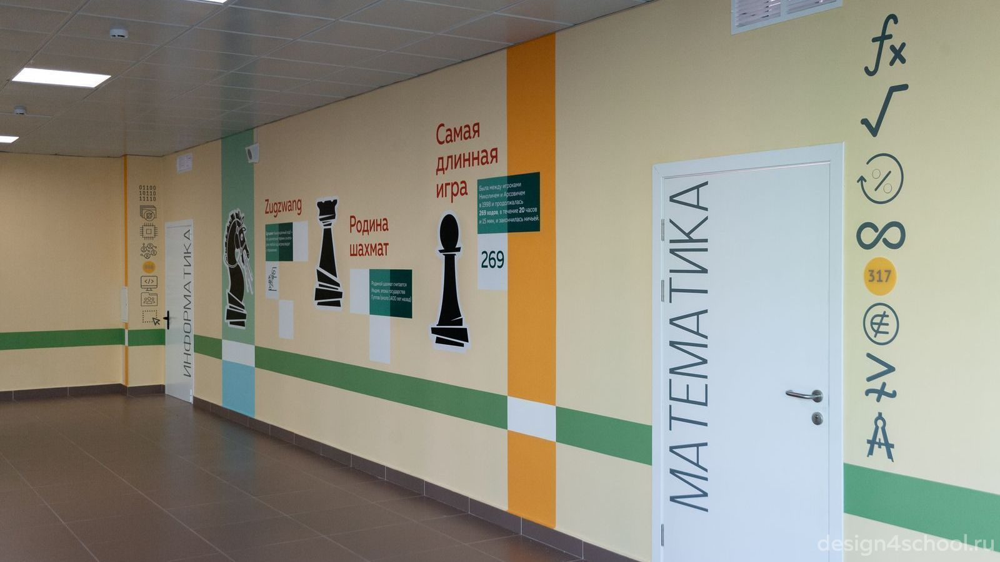 01100
10111
11110
ИНФОРМАТИКА
Zugzwang
Родина
шахмат
Родиной шахмат считается
Индия, эпоха государства
Гуптов (около 1400 лет назад)
Самая
длинная
игра
Была между игроками
Николичем и Арсовичем
в 1998 и продолжалась
269 ходов, в течение 20 часов
и 15 мин, и закончилась ничьей.
269
МАТЕМАТИКА
fx
√
%
∞
317
design4school.ru